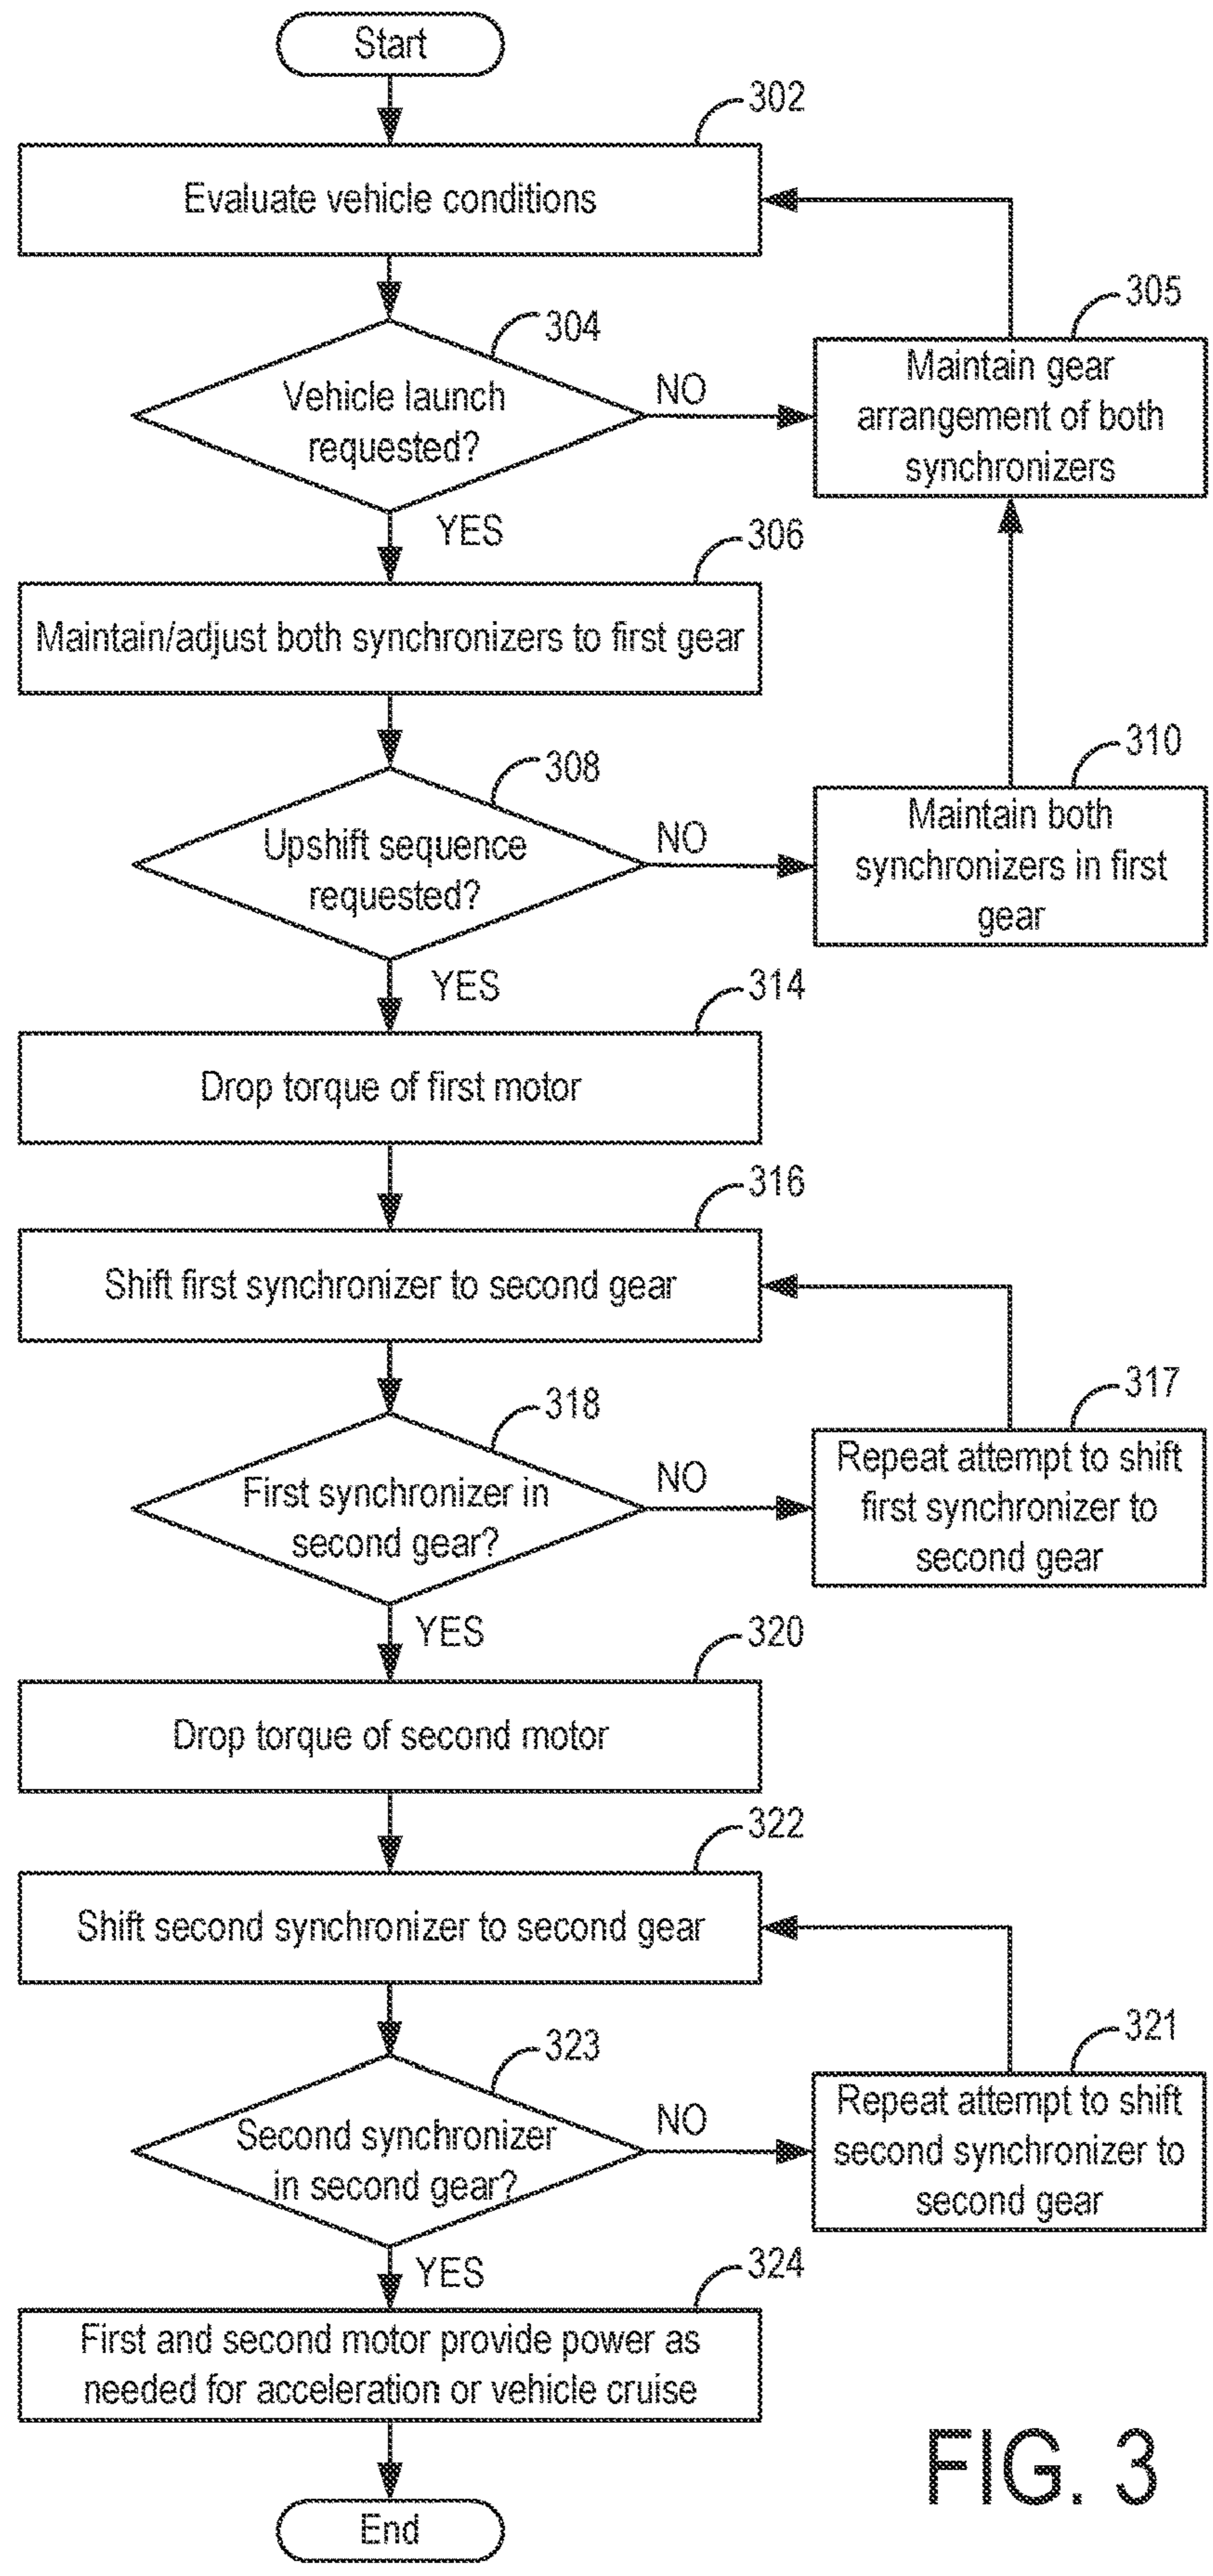 Start
302
Evaluate vehicle conditions
304
Vehicle launch
requested?
NO
305
Maintain gear
arrangement of both
synchronizers
YES
306
Maintain/adjust both synchronizers to first gear
308
Upshift sequence
requested?
NO
310
Maintain both
synchronizers in first
gear
YES
314
Drop torque of first motor
316
Shift first synchronizer to second gear
318
First synchronizer in
second gear?
NO
317
Repeat attempt to shift
first synchronizer to
second gear
YES
320
Drop torque of second motor
322
Shift second synchronizer to second gear
323
Second synchronizer
in second gear?
NO
321
Repeat attempt to shift
second synchronizer to
second gear
YES
324
First and second motor provide power as
needed for acceleration or vehicle cruise
End
FIG. 3